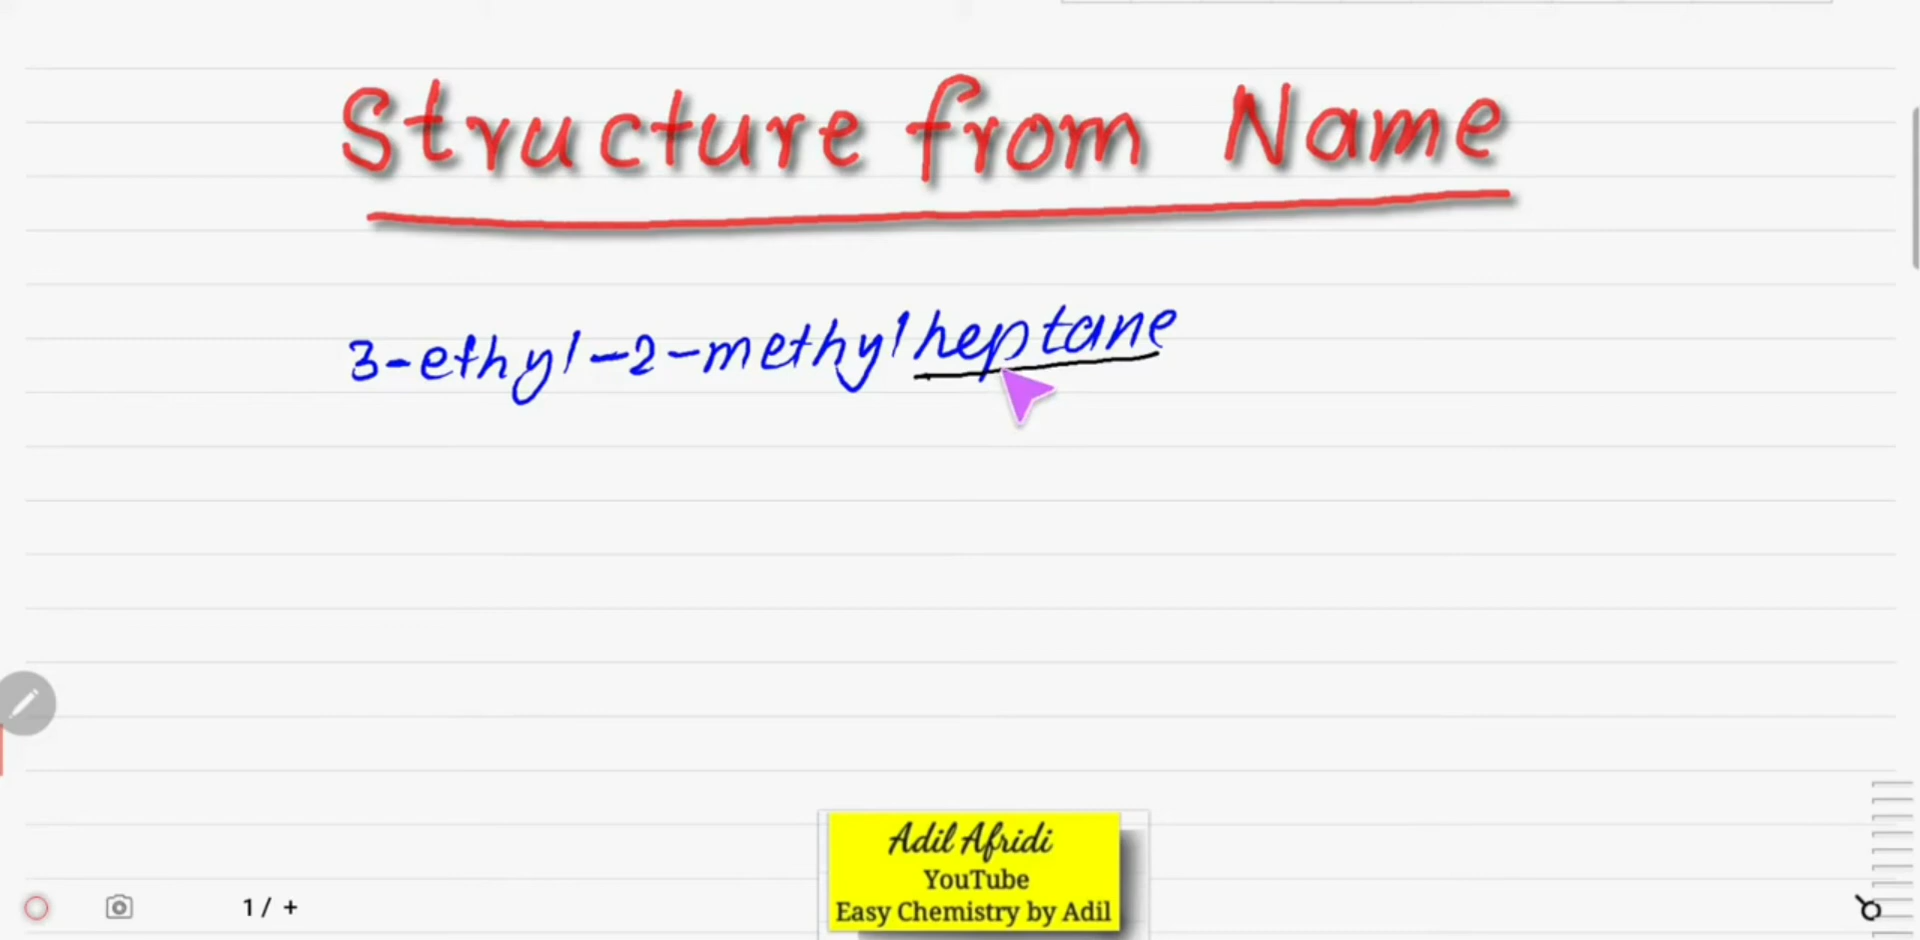 Structure from Name
3-ethyl-2-methylheptane
Adil Afridi
YouTube
Easy Chemistry by Adil
1 / +